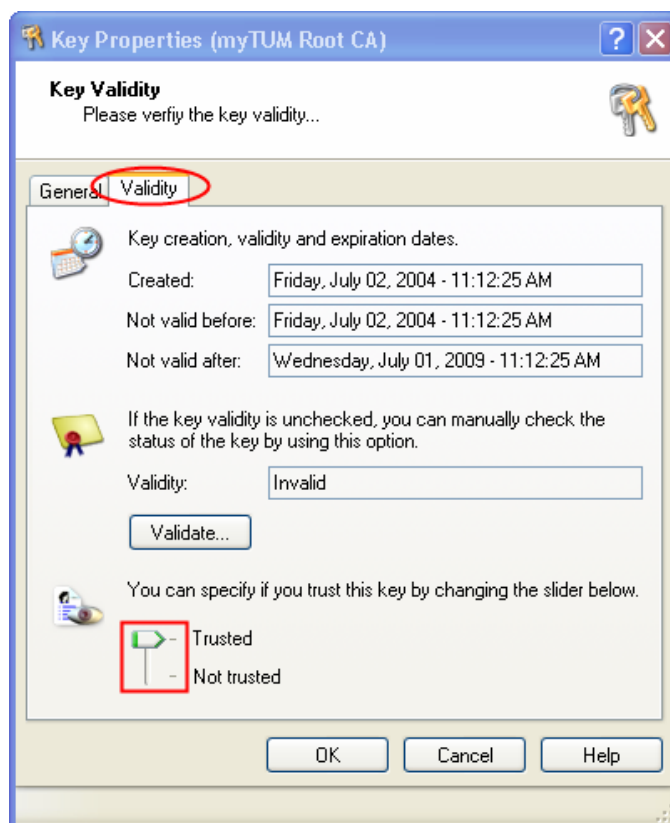 Key Properties (myTUM Root CA)
Key Validity
Please verfiy the key validity...
General Validity
Key creation, validity and expiration dates.
Created: Friday, July 02, 2004 - 11:12:25 AM
Not valid before: Friday, July 02, 2004 - 11:12:25 AM
Not valid after: Wednesday, July 01, 2009 - 11:12:25 AM
If the key validity is unchecked, you can manually check the
status of the key by using this option.
Validity: Invalid
Validate...
You can specify if you trust this key by changing the slider below.
Trusted
Not trusted
OK Cancel Help